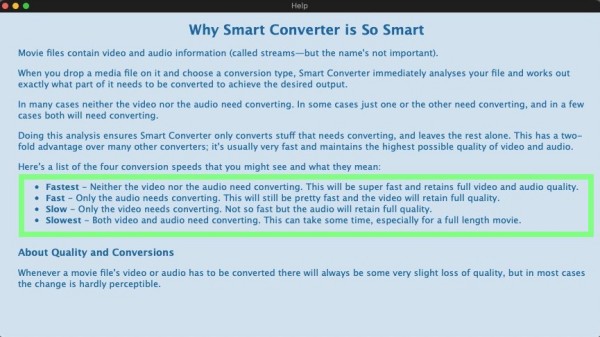 Help
Why Smart Converter is So Smart
Movie files contain video and audio information (called streams—but the name's not important).
When you drop a media file on it and choose a conversion type, Smart Converter immediately analyses your file and works out
exactly what part of it needs to be converted to achieve the desired output.
In many cases neither the video nor the audio need converting. In some cases just one or the other need converting, and in a few
cases both will need converting.
Doing this analysis ensures Smart Converter only converts stuff that needs converting, and leaves the rest alone. This has a two-
fold advantage over many other converters; it's usually very fast and maintains the highest possible quality of video and audio.
Here's a list of the four conversion speeds that you might see and what they mean:
• Fastest - Neither the video nor the audio need converting. This will be super fast and retains full video and audio quality.
• Fast - Only the audio needs converting. This will still be pretty fast and the video will retain full quality.
• Slow - Only the video needs converting. Not so fast but the audio will retain full quality.
• Slowest - Both video and audio need converting. This can take some time, especially for a full length movie.
About Quality and Conversions
Whenever a movie file's video or audio has to be converted there will always be some very slight loss of quality, but in most cases
the change is hardly perceptible.